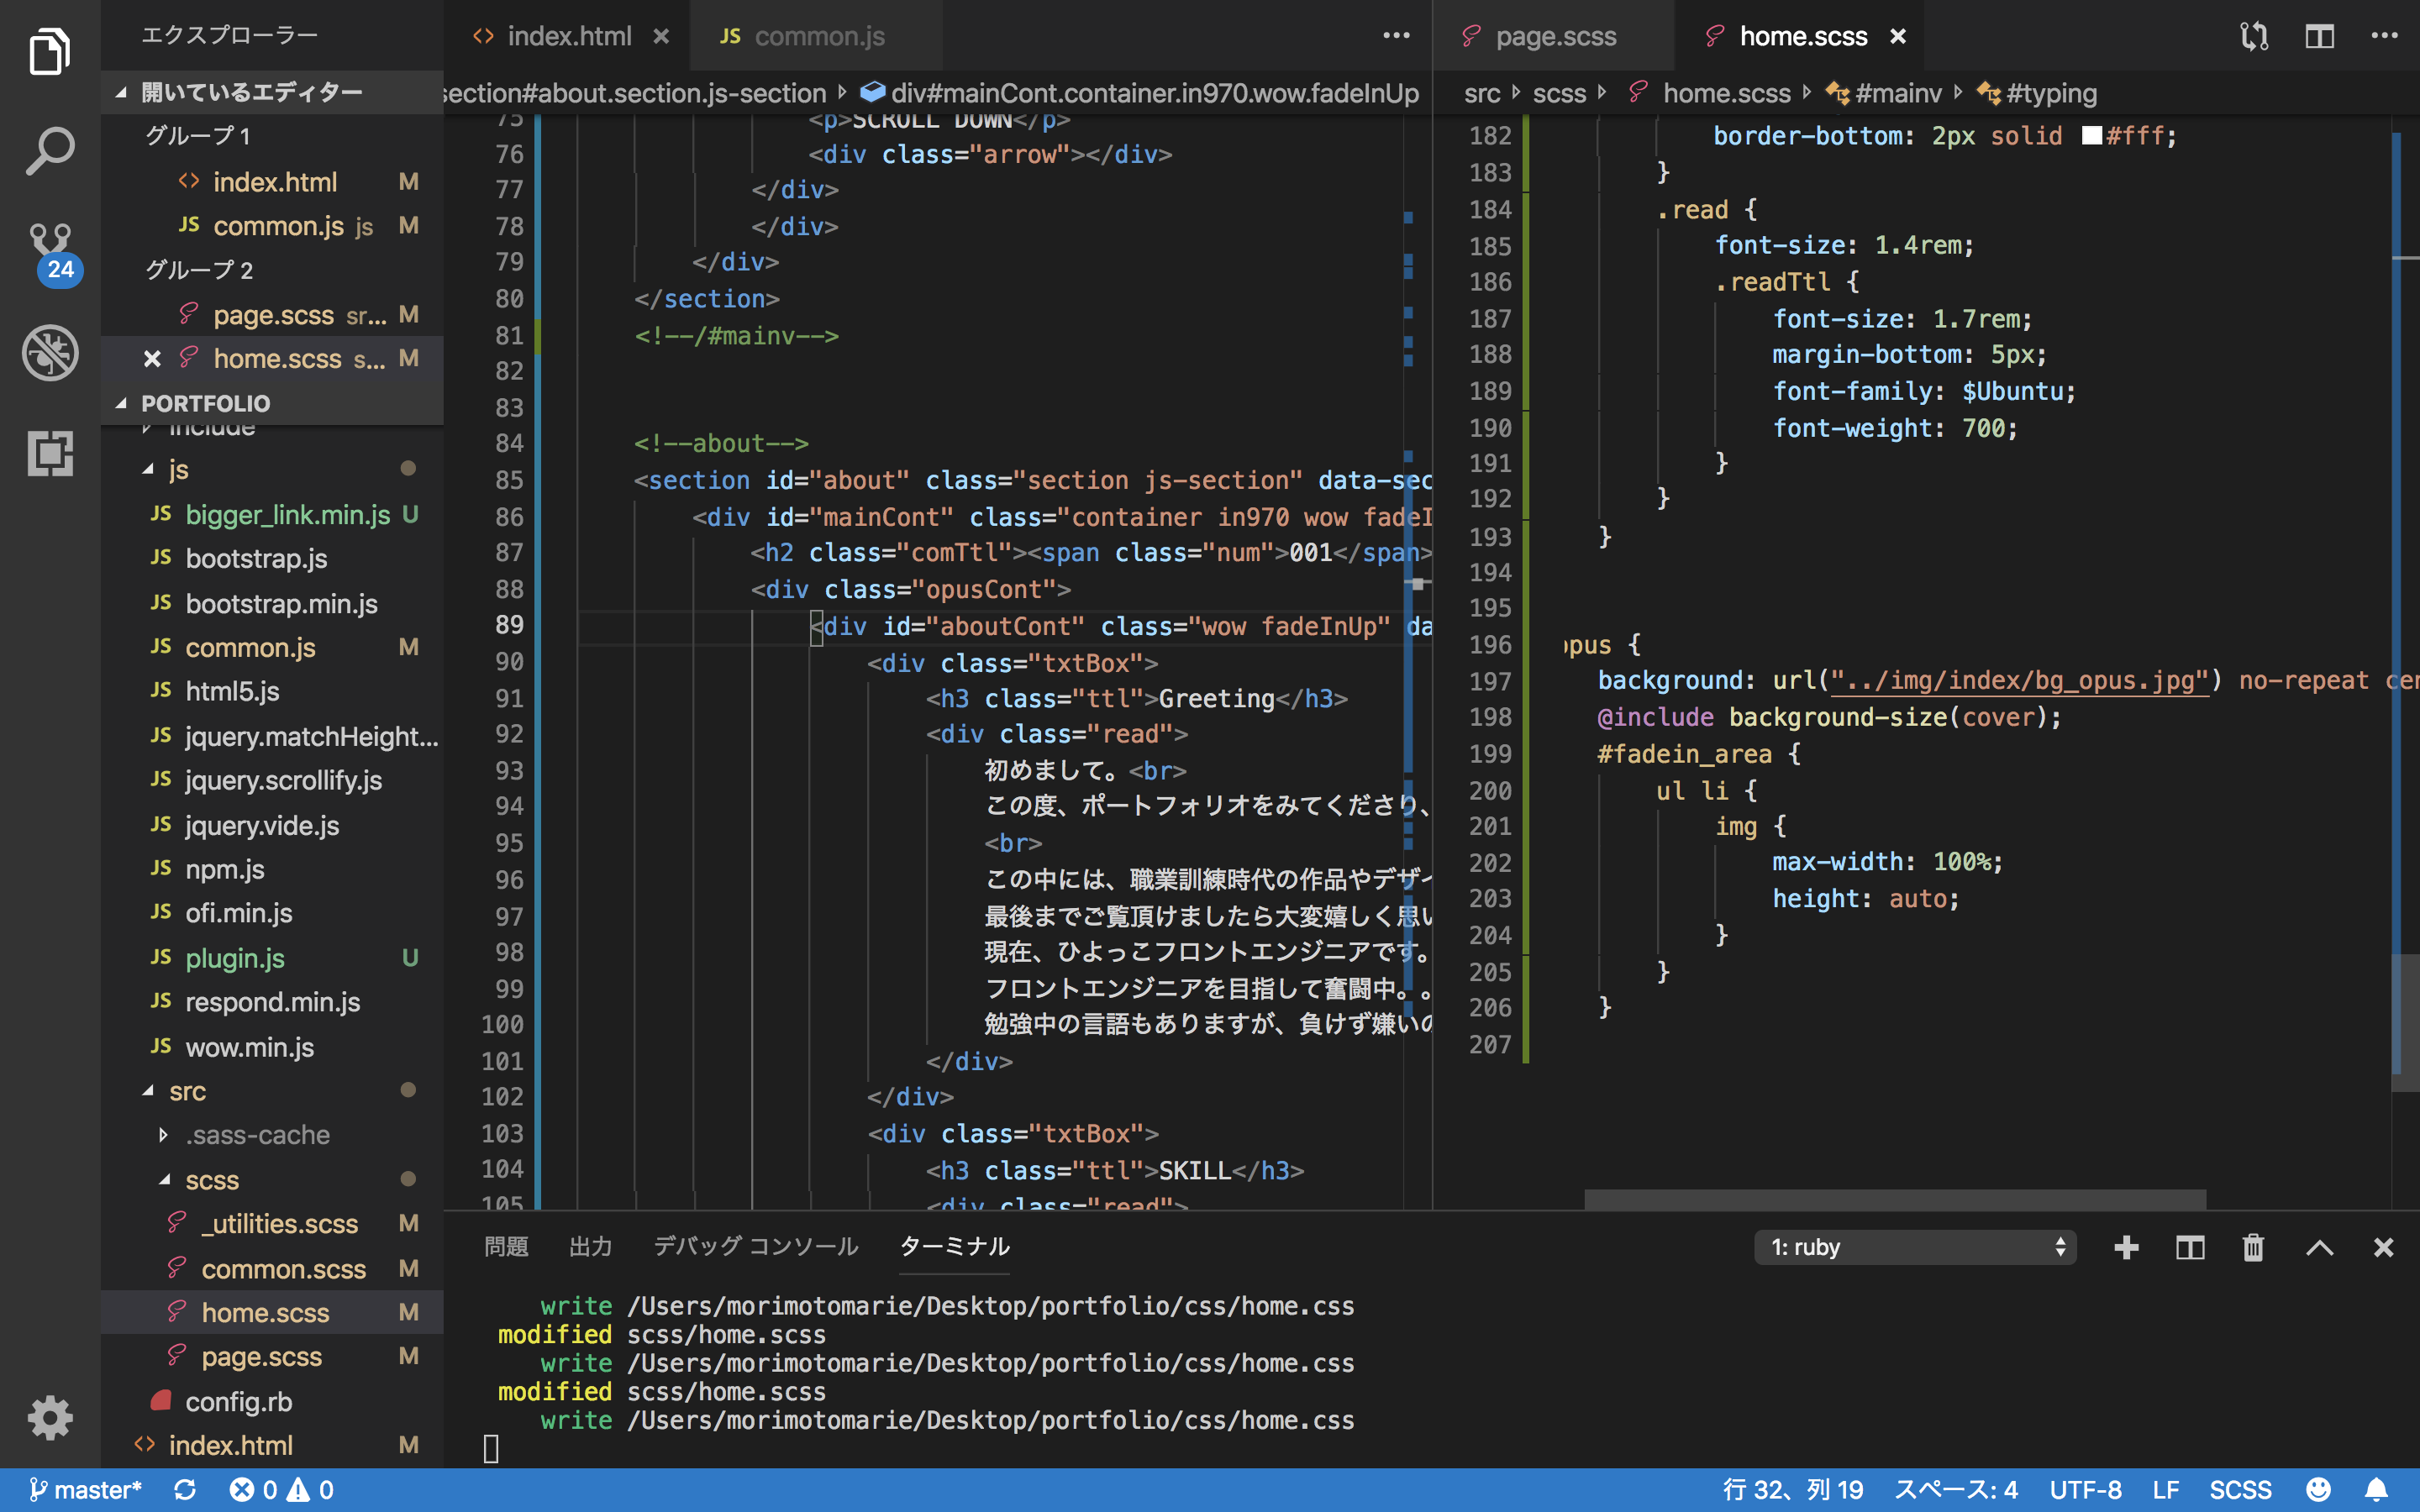 エクスプローラー
開いているエディター
グループ 1
index.html M
JS common.js js M
グループ 2
page.scss sr... M
home.scss s... M
PORTFOLIO
include
js
JS bigger_link.min.js U
JS bootstrap.js
JS bootstrap.min.js
JS common.js M
JS html5.js
JS jquery.matchHeight...
JS jquery.scrollify.js
JS jquery.vide.js
JS npm.js
JS ofi.min.js
JS plugin.js U
JS respond.min.js
JS wow.min.js
src
.sass-cache
scss
_utilities.scss M
common.scss M
home.scss M
page.scss M
config.rb
index.html M
24
index.html
JS common.js
section#about.section.js-section div#mainCont.container.in970.wow.fadeInUp
75 <p>SCROLL DOWN</p>
76 <div class="arrow"></div>
77 </div>
78 </div>
79 </div>
80 </section>
81 <!--/#mainv-->
82
83
84 <!--about-->
85 <section id="about" class="section js-section" data-sec
86 <div id="mainCont" class="container in970 wow fadeI
87 <h2 class="comTtl"><span class="num">001</span>
88 <div class="opusCont">
89 <div id="aboutCont" class="wow fadeInUp" da
90 <div class="txtBox">
91 <h3 class="ttl">Greeting</h3>
92 <div class="read">
93 初めまして。<br>
94 この度、ポートフォリオをみてくださり、
95 <br>
96 この中には、職業訓練時代の作品やデザイ
97 最後までご覧頂けましたら大変嬉しく思い
98 現在、ひよっこフロントエンジニアです。
99 フロントエンジニアを目指して奮闘中。。
100 勉強中の言語もありますが、負けず嫌いの
101 </div>
102 </div>
103 <div class="txtBox">
104 <h3 class="ttl">SKILL</h3>
105 <div class="read">
page.scss
home.scss
src scss home.scss #mainv #typing
182 border-bottom: 2px solid #fff;
183 }
184 .read {
185 font-size: 1.4rem;
186 .readTtl {
187 font-size: 1.7rem;
188 margin-bottom: 5px;
189 font-family: $Ubuntu;
190 font-weight: 700;
191 }
192 }
193 }
194
195
196 opus {
197 background: url("../img/index/bg_opus.jpg") no-repeat cen
198 @include background-size(cover);
199 #fadein_area {
200 ul li {
201 img {
202 max-width: 100%;
203 height: auto;
204 }
205 }
206 }
207
問題 出力 デバッグ コンソール ターミナル
1: ruby
write /Users/morimotomarie/Desktop/portfolio/css/home.css
modified scss/home.scss
write /Users/morimotomarie/Desktop/portfolio/css/home.css
modified scss/home.scss
write /Users/morimotomarie/Desktop/portfolio/css/home.css
master* 0 0
行 32、列 19 スペース: 4 UTF-8 LF SCSS